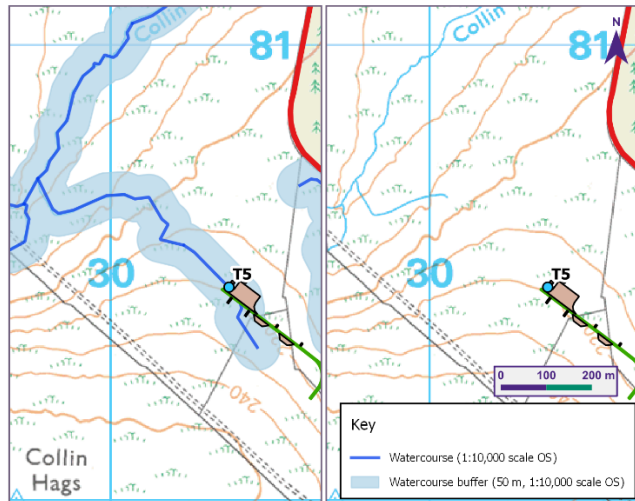 Collin
81
30
T5
240
Collin
Hags
Collin
81
N
30
T5
0 100 200 m
Key
Watercourse (1:10,000 scale OS)
Watercourse buffer (50 m, 1:10,000 scale OS)